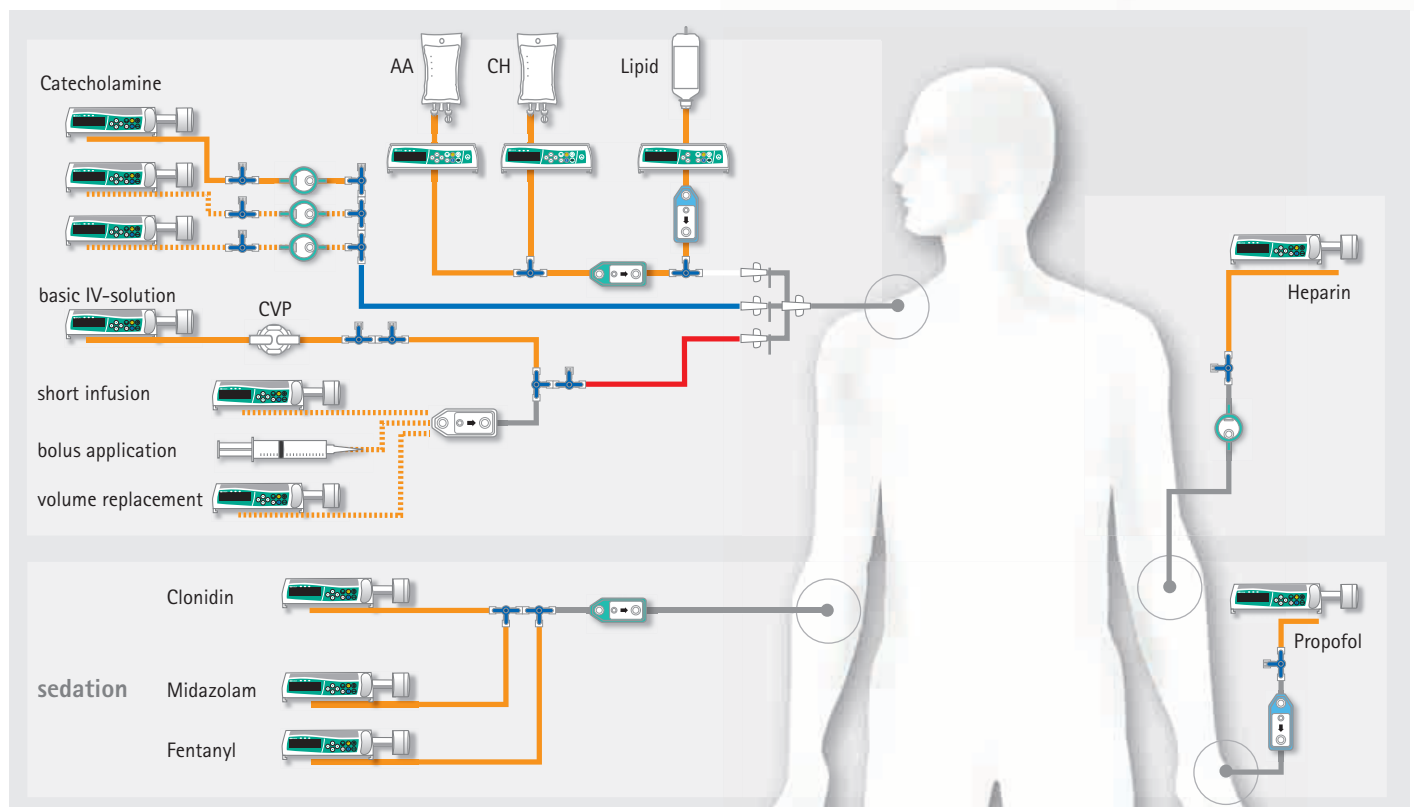 AA
CH
Lipid
Catecholamine
basic IV-solution
CVP
Heparin
short infusion
bolus application
volume replacement
Clonidin
Propofol
sedation
Midazolam
Fentanyl